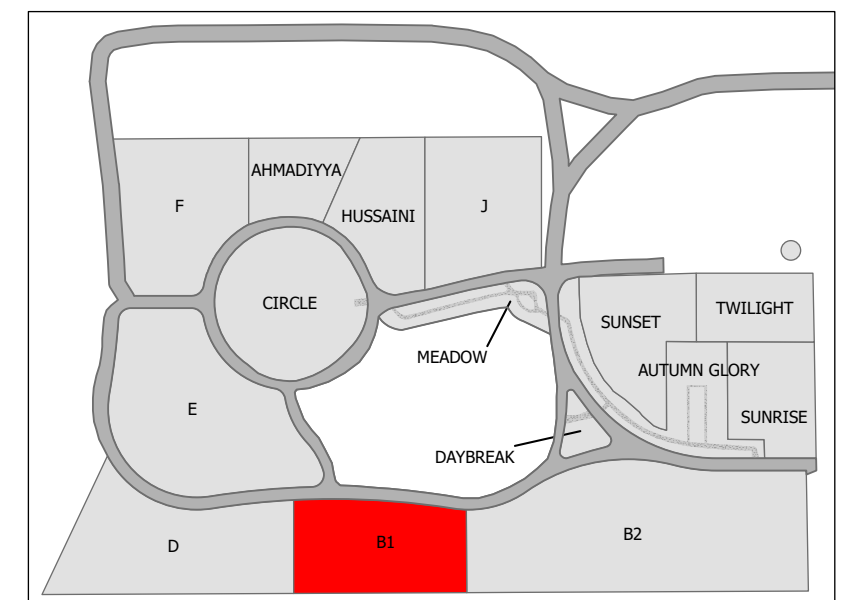 AHMADIYYA
F
HUSSAINI
J
CIRCLE
MEADOW
SUNSET
TWILIGHT
AUTUMN GLORY
SUNRISE
E
DAYBREAK
D
B1
B2